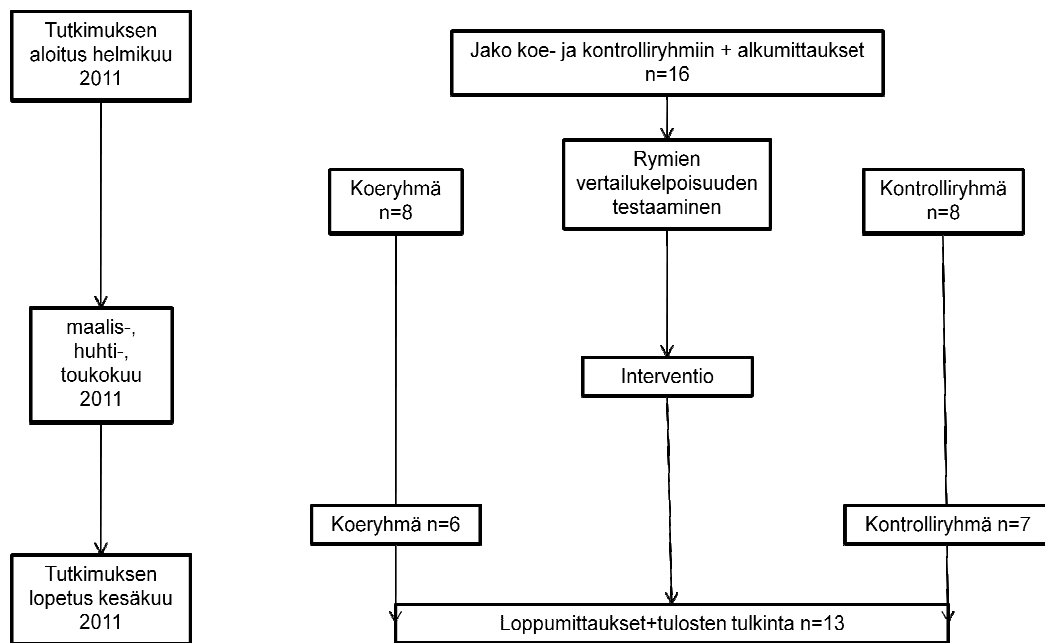 Tutkimuksen
aloitus helmikuu
2011
Jako koe- ja kontrolliryhmiin + alkumittaukset
n=16
Rymien
vertailukelpoisuuden
testaaminen
Koeryhmä
n=8
Kontrolliryhmä
n=8
maalis-,
huhti-,
toukokuu
2011
Interventio
Koeryhmä n=6
Kontrolliryhmä n=7
Tutkimuksen
lopetus kesäkuu
2011
Loppumittaukset+tulosten tulkinta n=13